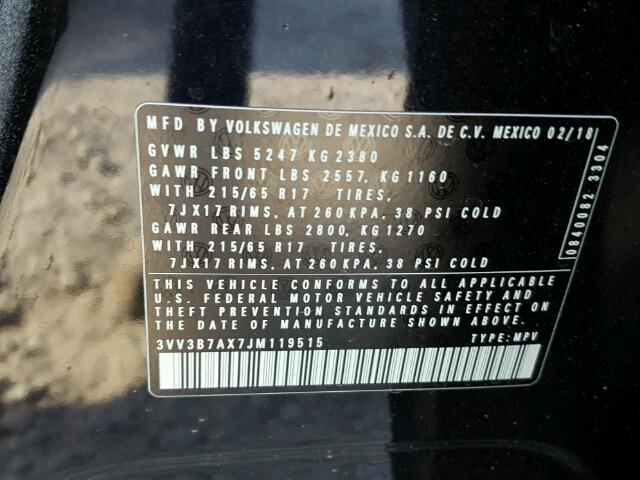 MFD BY VOLKSWAGEN DE MEXICO S.A. DE C.V. MEXICO 02/18
GVWR LBS 5247 KG 2380
GAWR FRONT LBS 2557, KG 1160
WITH 215/65 R17 TIRES,
7JX17 RIMS, AT 260 KPA, 38 PSI COLD
GAWR REAR LBS 2800, KG 1270
WITH 215/65 R17 TIRES,
7JX17 RIMS, AT 260 KPA, 38 PSI COLD
THIS VEHICLE CONFORMS TO ALL APPLICABLE
U.S. FEDERAL MOTOR VEHICLE SAFETY AND
THEFT PREVENTION STANDARDS IN EFFECT ON
THE DATE OF MANUFACTURE SHOWN ABOVE.
3VV3B7AX7JM119515 TYPE: MPV
0840082 3304